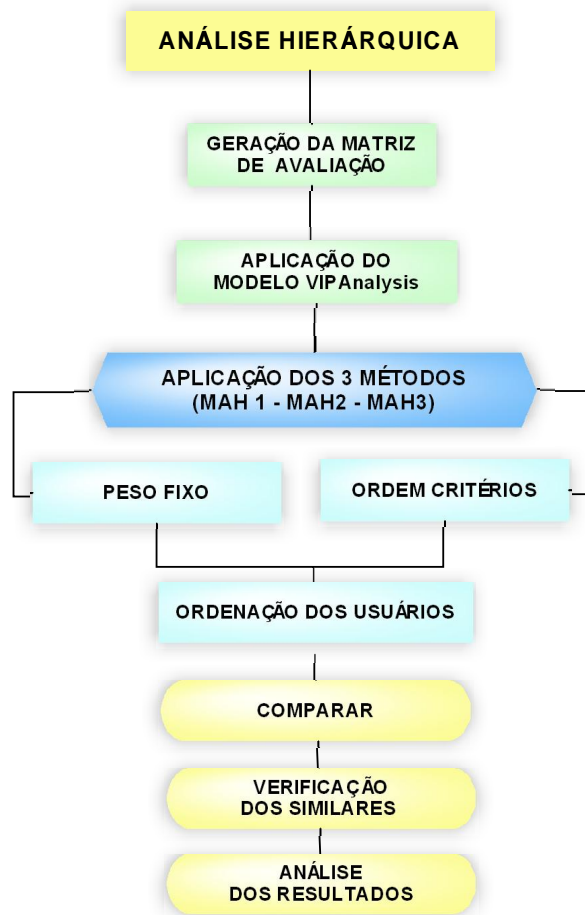 ANÁLISE HIERÁRQUICA
GERAÇÃO DA MATRIZ
DE AVALIAÇÃO
APLICAÇÃO DO
MODELO VIPAnalysis
APLICAÇÃO DOS 3 MÉTODOS
(MAH 1 - MAH2 - MAH3)
PESO FIXO
ORDEM CRITÉRIOS
ORDENAÇÃO DOS USUÁRIOS
COMPARAR
VERIFICAÇÃO
DOS SIMILARES
ANÁLISE
DOS RESULTADOS